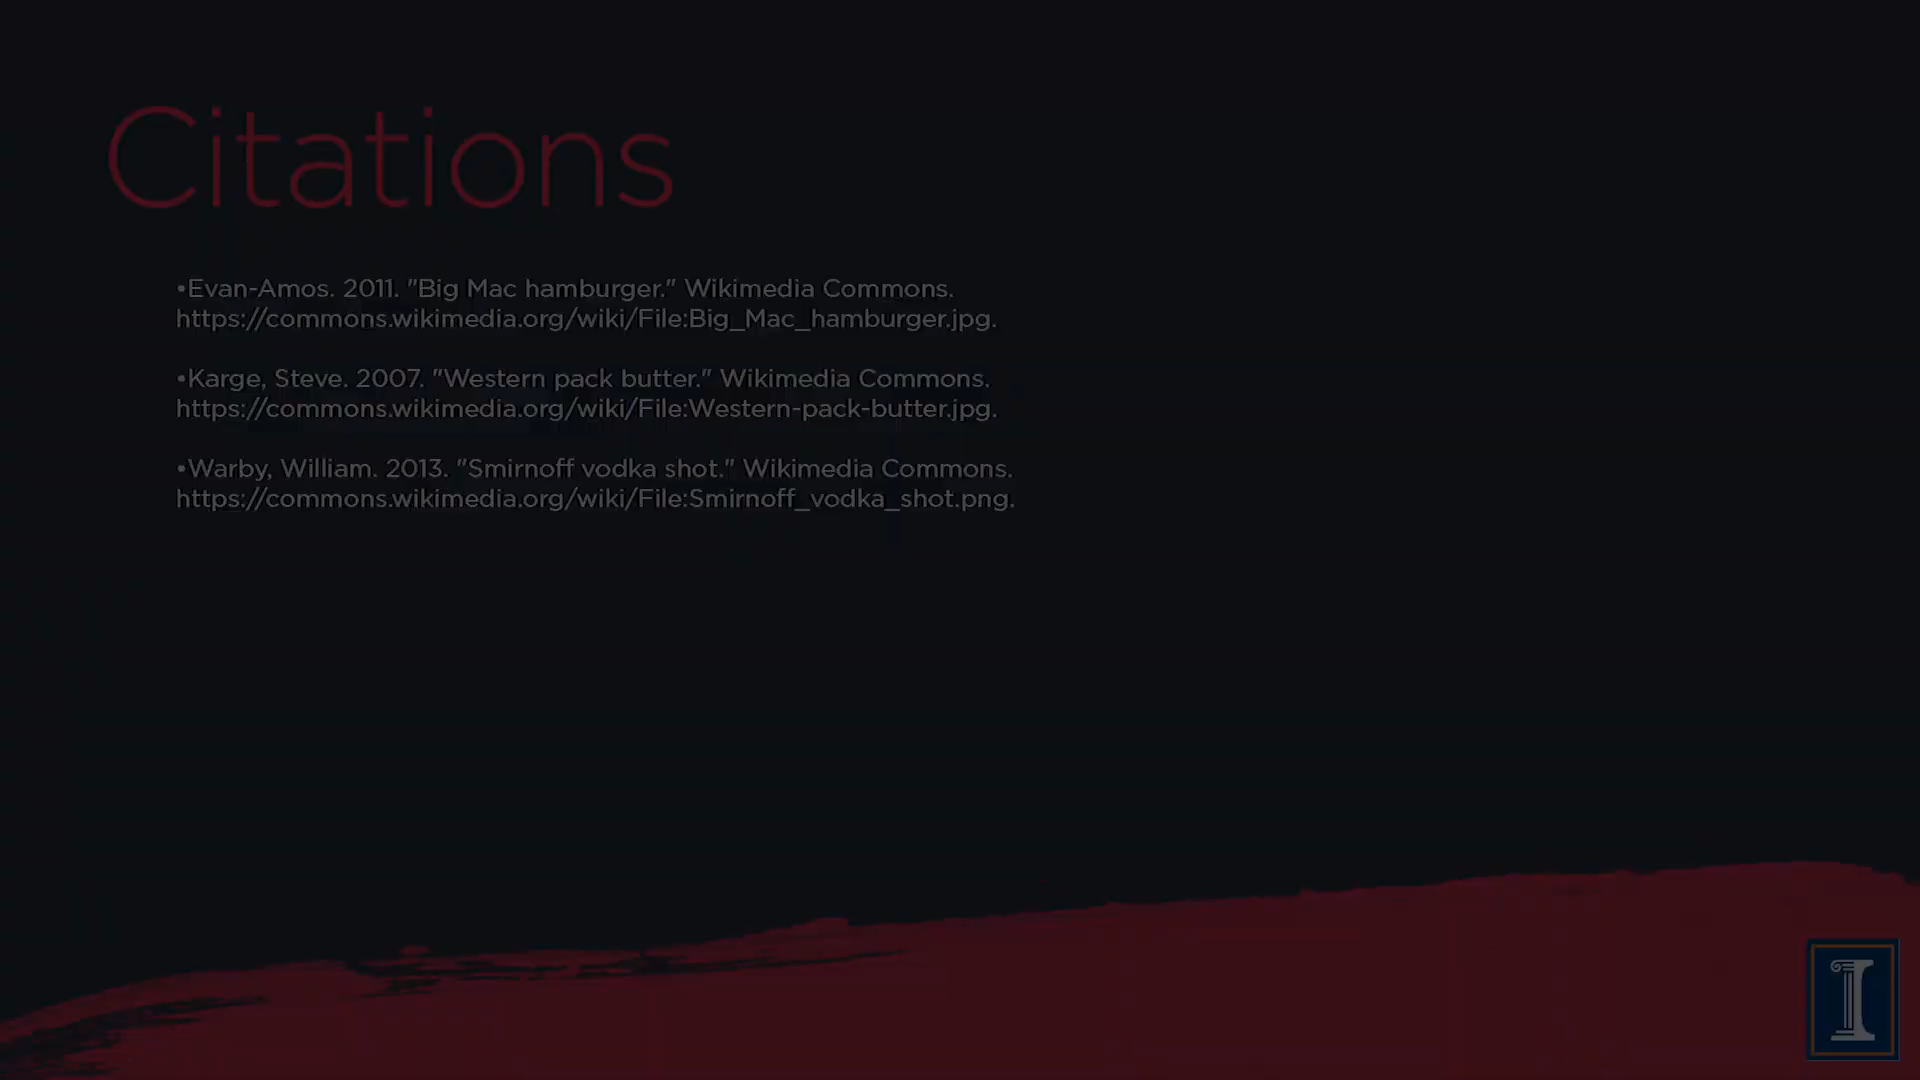 Citations
•Evan-Amos. 2011. "Big Mac hamburger." Wikimedia Commons.
https://commons.wikimedia.org/wiki/File:Big_Mac_hamburger.jpg.
•Karge, Steve. 2007. "Western pack butter." Wikimedia Commons.
https://commons.wikimedia.org/wiki/File:Western-pack-butter.jpg.
•Warby, William. 2013. "Smirnoff vodka shot." Wikimedia Commons.
https://commons.wikimedia.org/wiki/File:Smirnoff_vodka_shot.png.
I